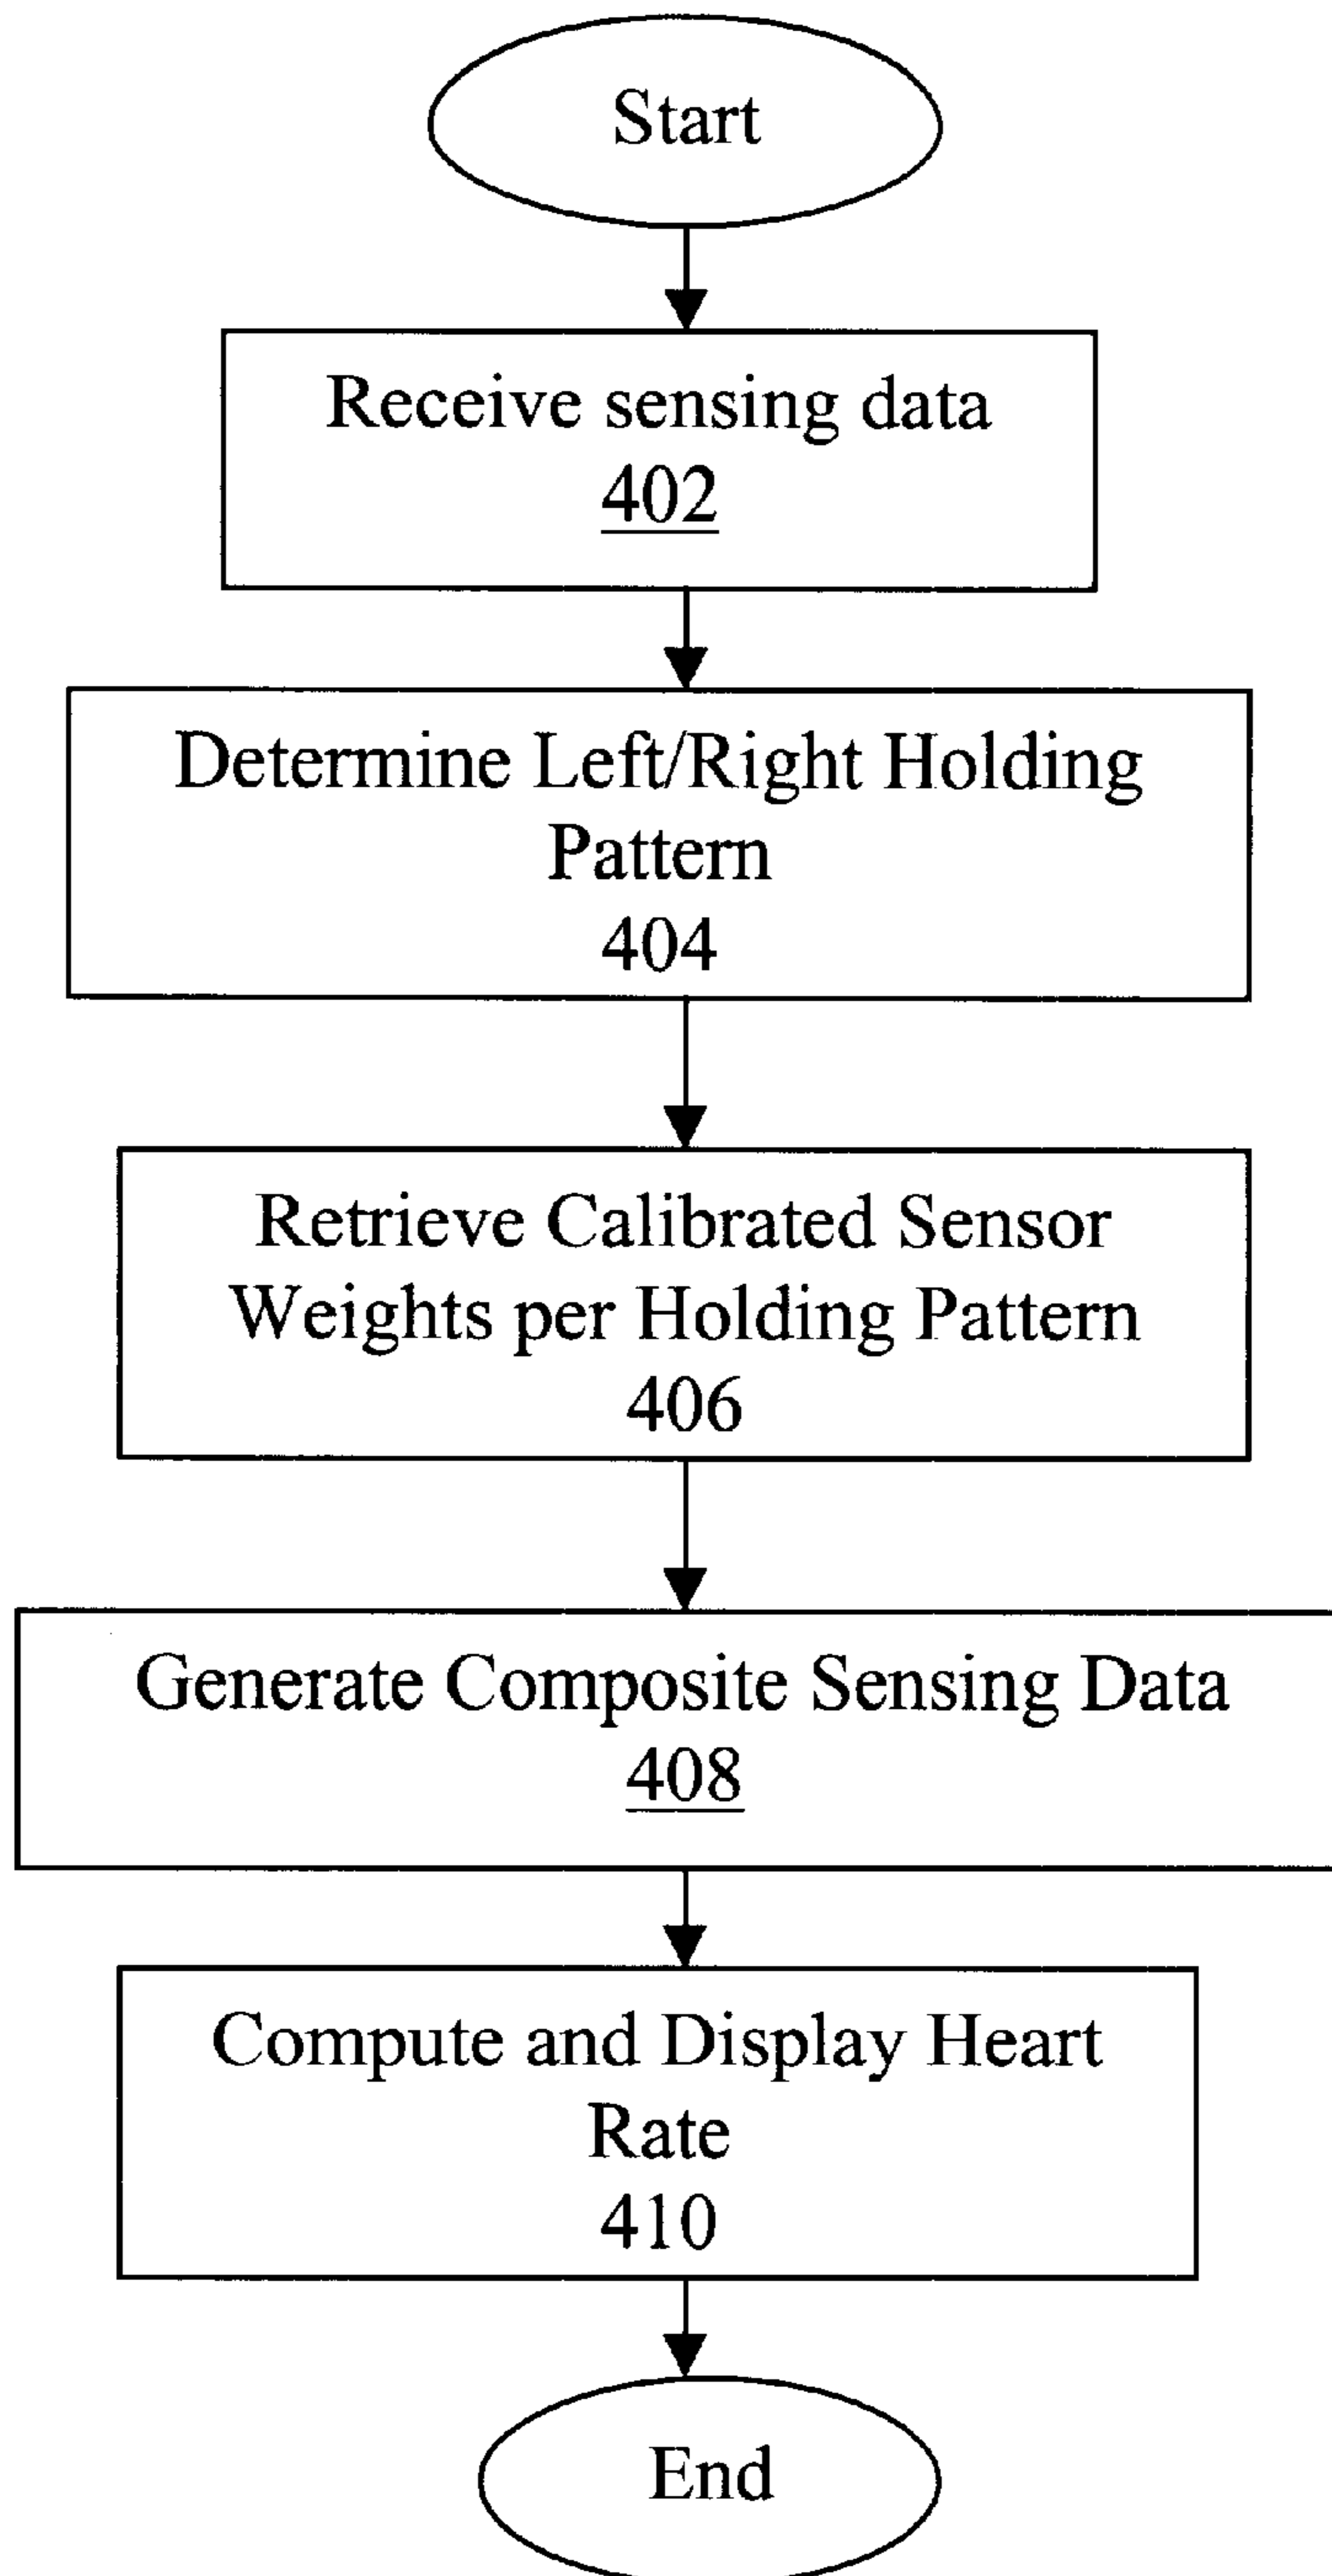 Start
Receive sensing data
402
Determine Left/Right Holding
Pattern
404
Retrieve Calibrated Sensor
Weights per Holding Pattern
406
Generate Composite Sensing Data
408
Compute and Display Heart
Rate
410
End